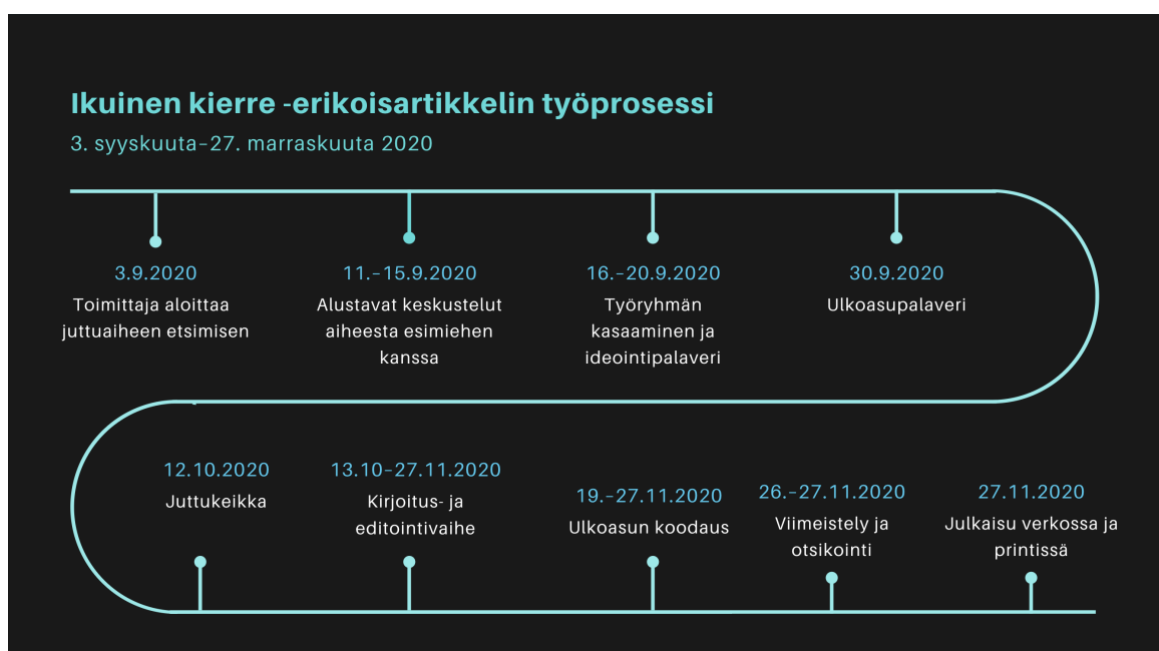 Ikuinen kierre -erikoisartikkelin työprosessi
3. syyskuuta–27. marraskuuta 2020
3.9.2020
Toimittaja aloittaa
juttuaiheen etsimisen
11.–15.9.2020
Alustavat keskustelut
aiheesta esimiehen
kanssa
16.–20.9.2020
Työryhmän
kasaaminen ja
ideointipalaveri
30.9.2020
Ulkoasupalaveri
12.10.2020
Juttukeikka
13.10–27.11.2020
Kirjoitus- ja
editointivaihe
19.–27.11.2020
Ulkoasun koodaus
26.–27.11.2020
Viimeistely ja
otsikointi
27.11.2020
Julkaisu verkossa ja
printissä